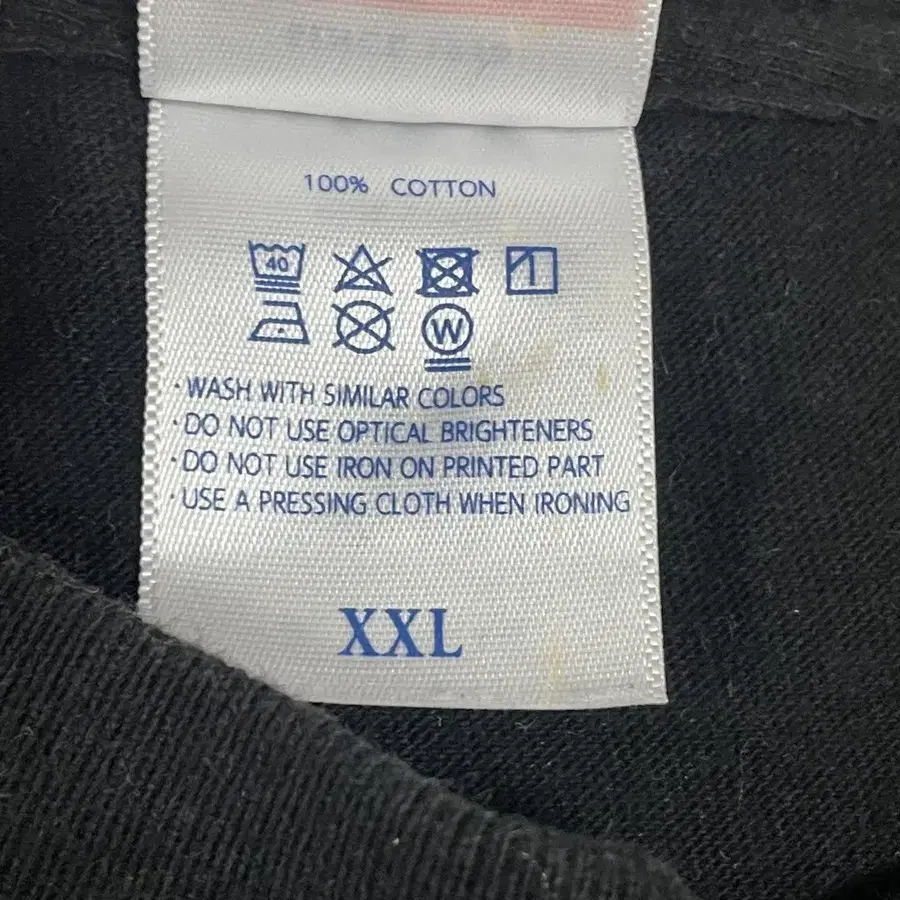 100% COTTON
40
W
· WASH WITH SIMILAR COLORS
· DO NOT USE OPTICAL BRIGHTENERS
· DO NOT USE IRON ON PRINTED PART
· USE A PRESSING CLOTH WHEN IRONING
XXL